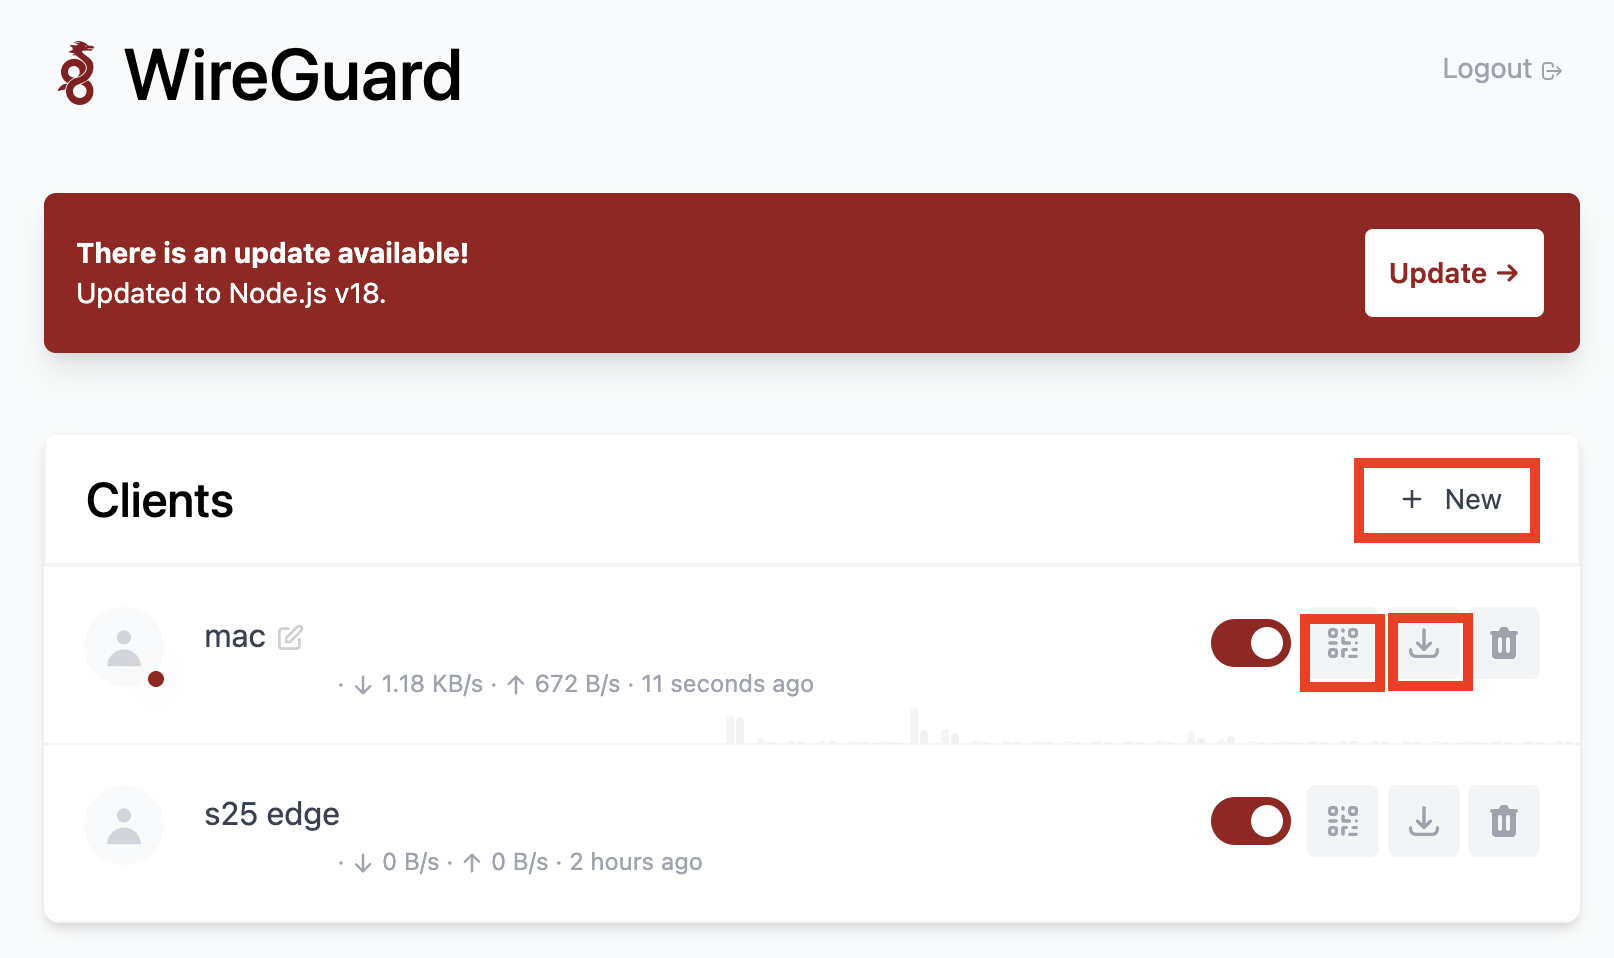 WireGuard
Logout
There is an update available!
Updated to Node.js v18.
Update →
Clients
+ New
mac
· ↓ 1.18 KB/s · ↑ 672 B/s · 11 seconds ago
s25 edge
· ↓ 0 B/s · ↑ 0 B/s · 2 hours ago